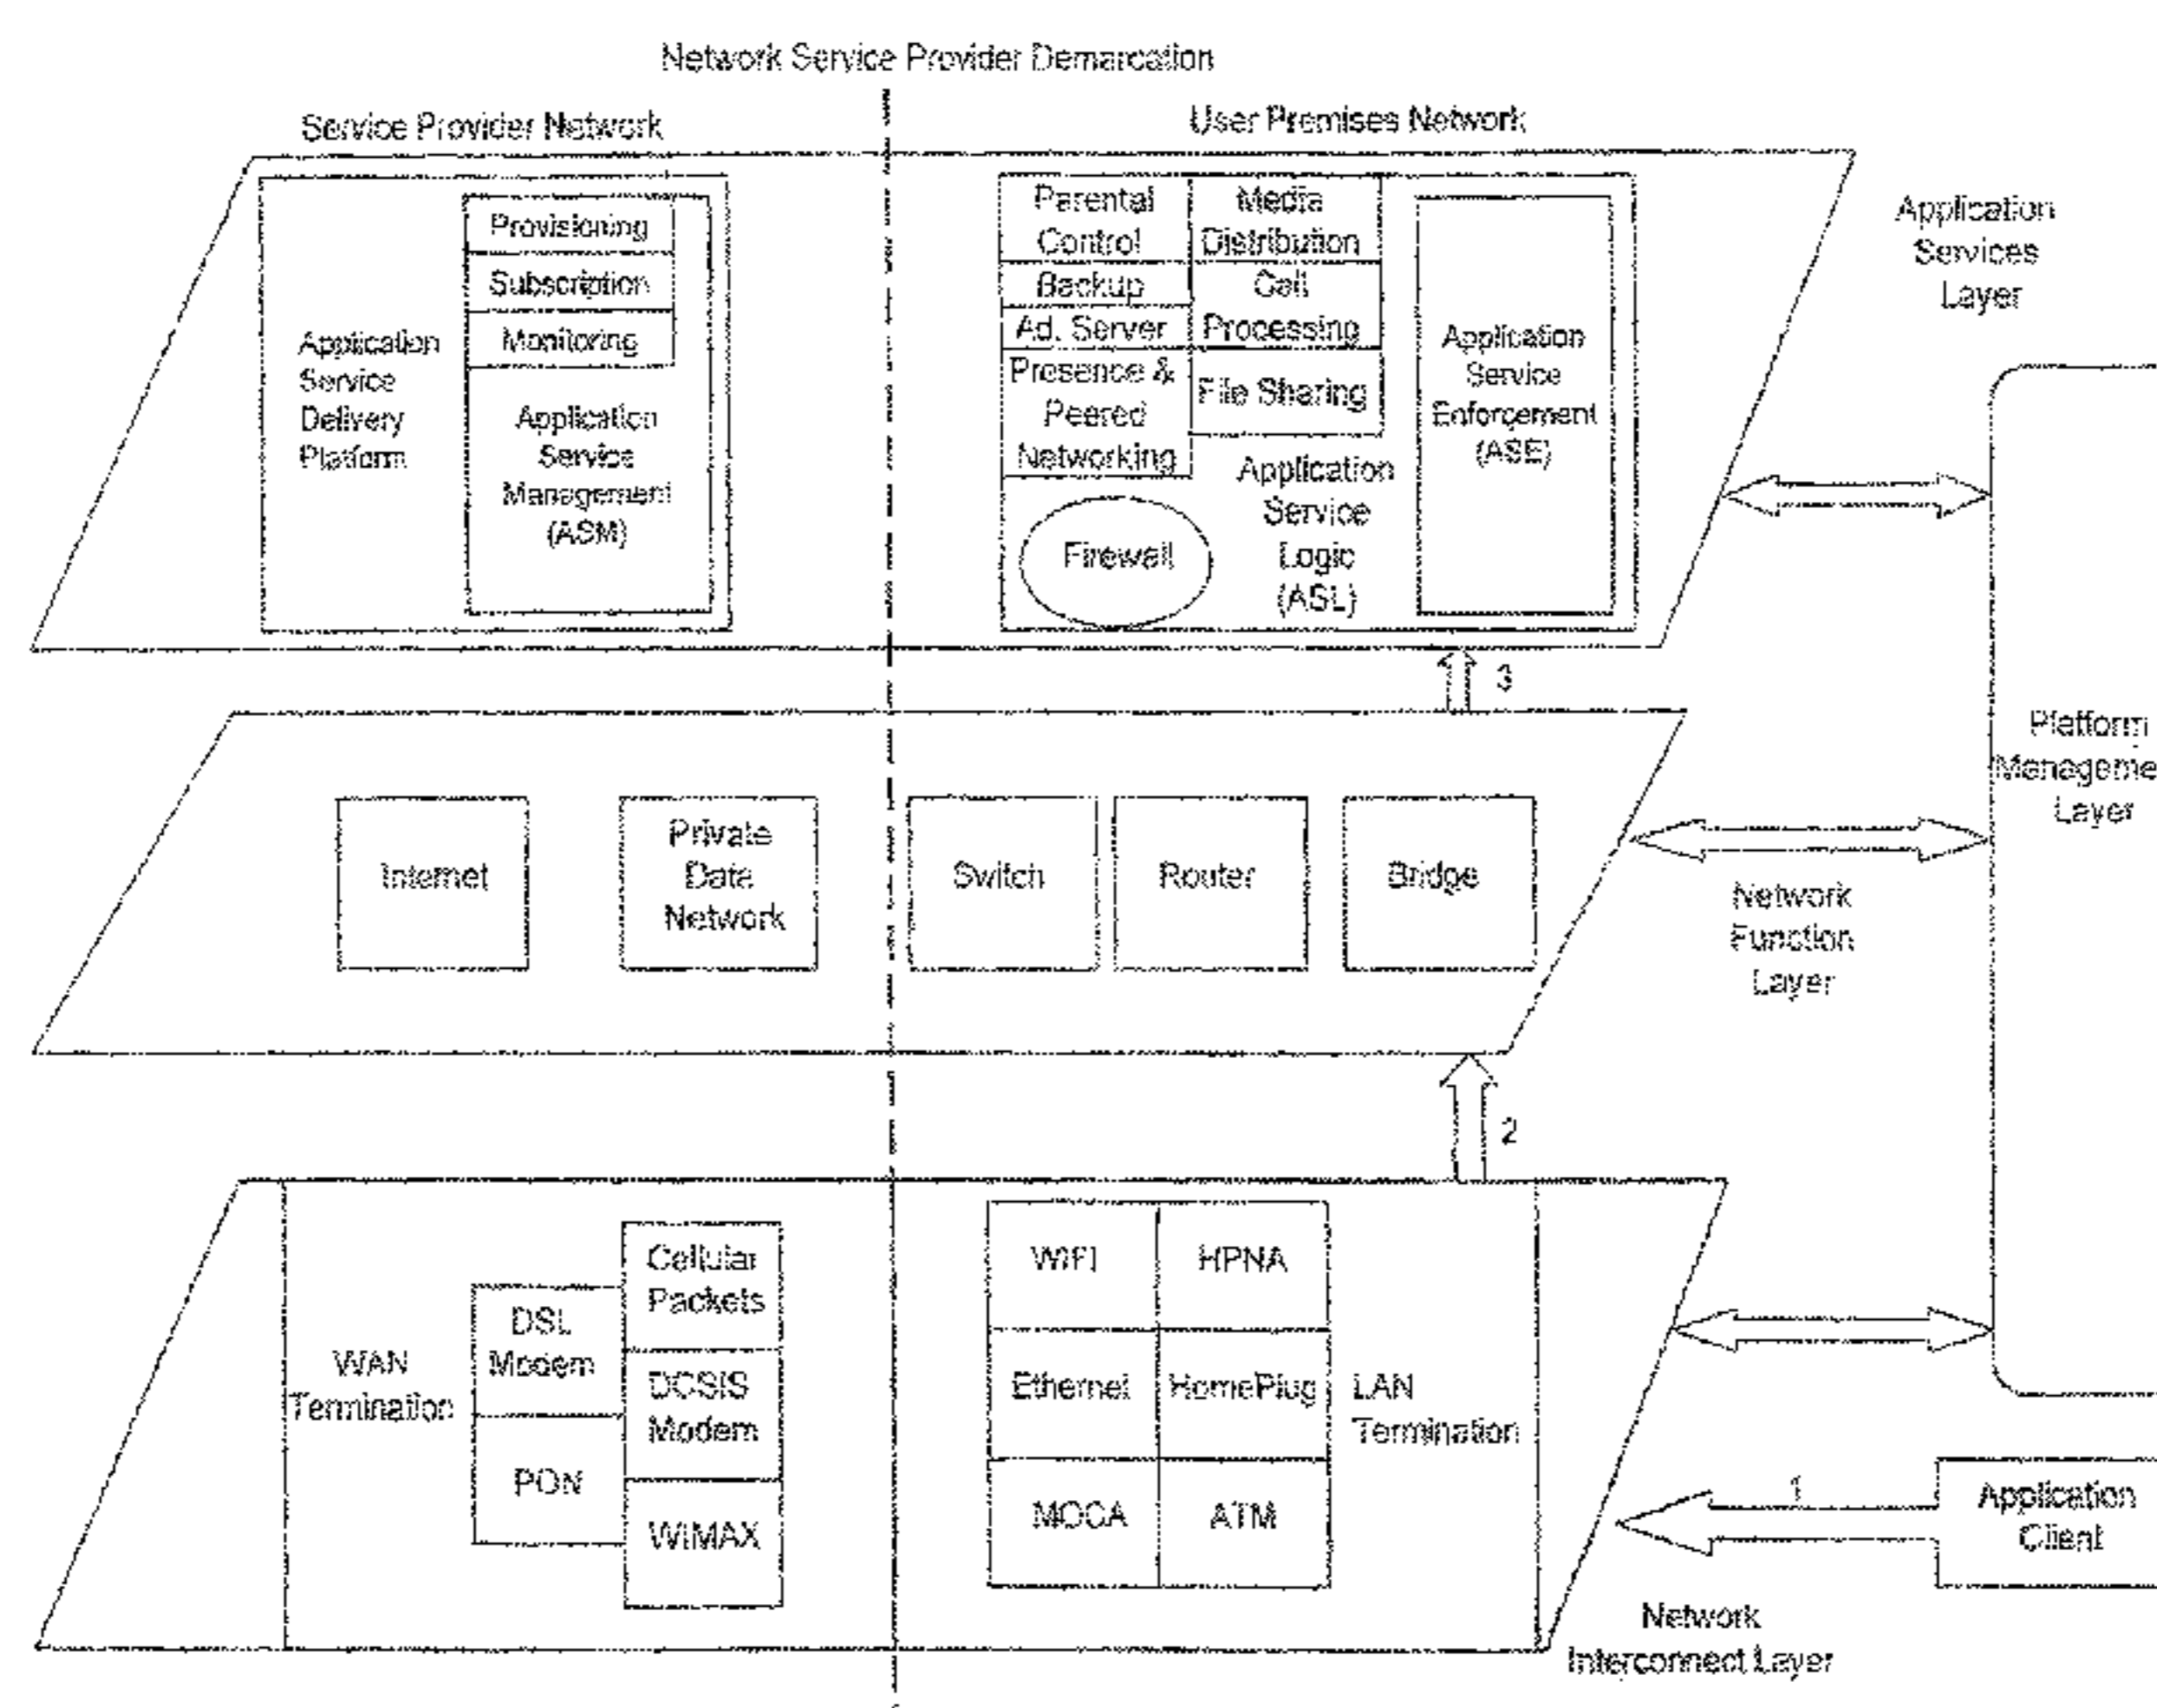 Network Service Provider Demarcation
Service Provider Network
User Premises Network
Provisioning
Subscription
Monitoring
Application
Service
Delivery
Platform
Application
Service
Management
(ASM)
Parental
Control
Media
Distribution
Backup
Call
Processing
Ad. Server
Presence &
Peered
Networking
File Sharing
Application
Service
Logic
(ASL)
Firewall
Application
Service
Enforcement
(ASE)
Application
Services
Layer
3
Internet
Private
Data
Network
Switch
Router
Bridge
Network
Function
Layer
Platform
Manageme
Layer
2
WAN
Termination
DSL
Modem
PON
Cellular
Packets
DCSIS
Modem
WIMAX
WIFI
HPNA
Ethernet
HomePlug
MOCA
ATM
LAN
Termination
1
Application
Client
Network
Interconnect Layer